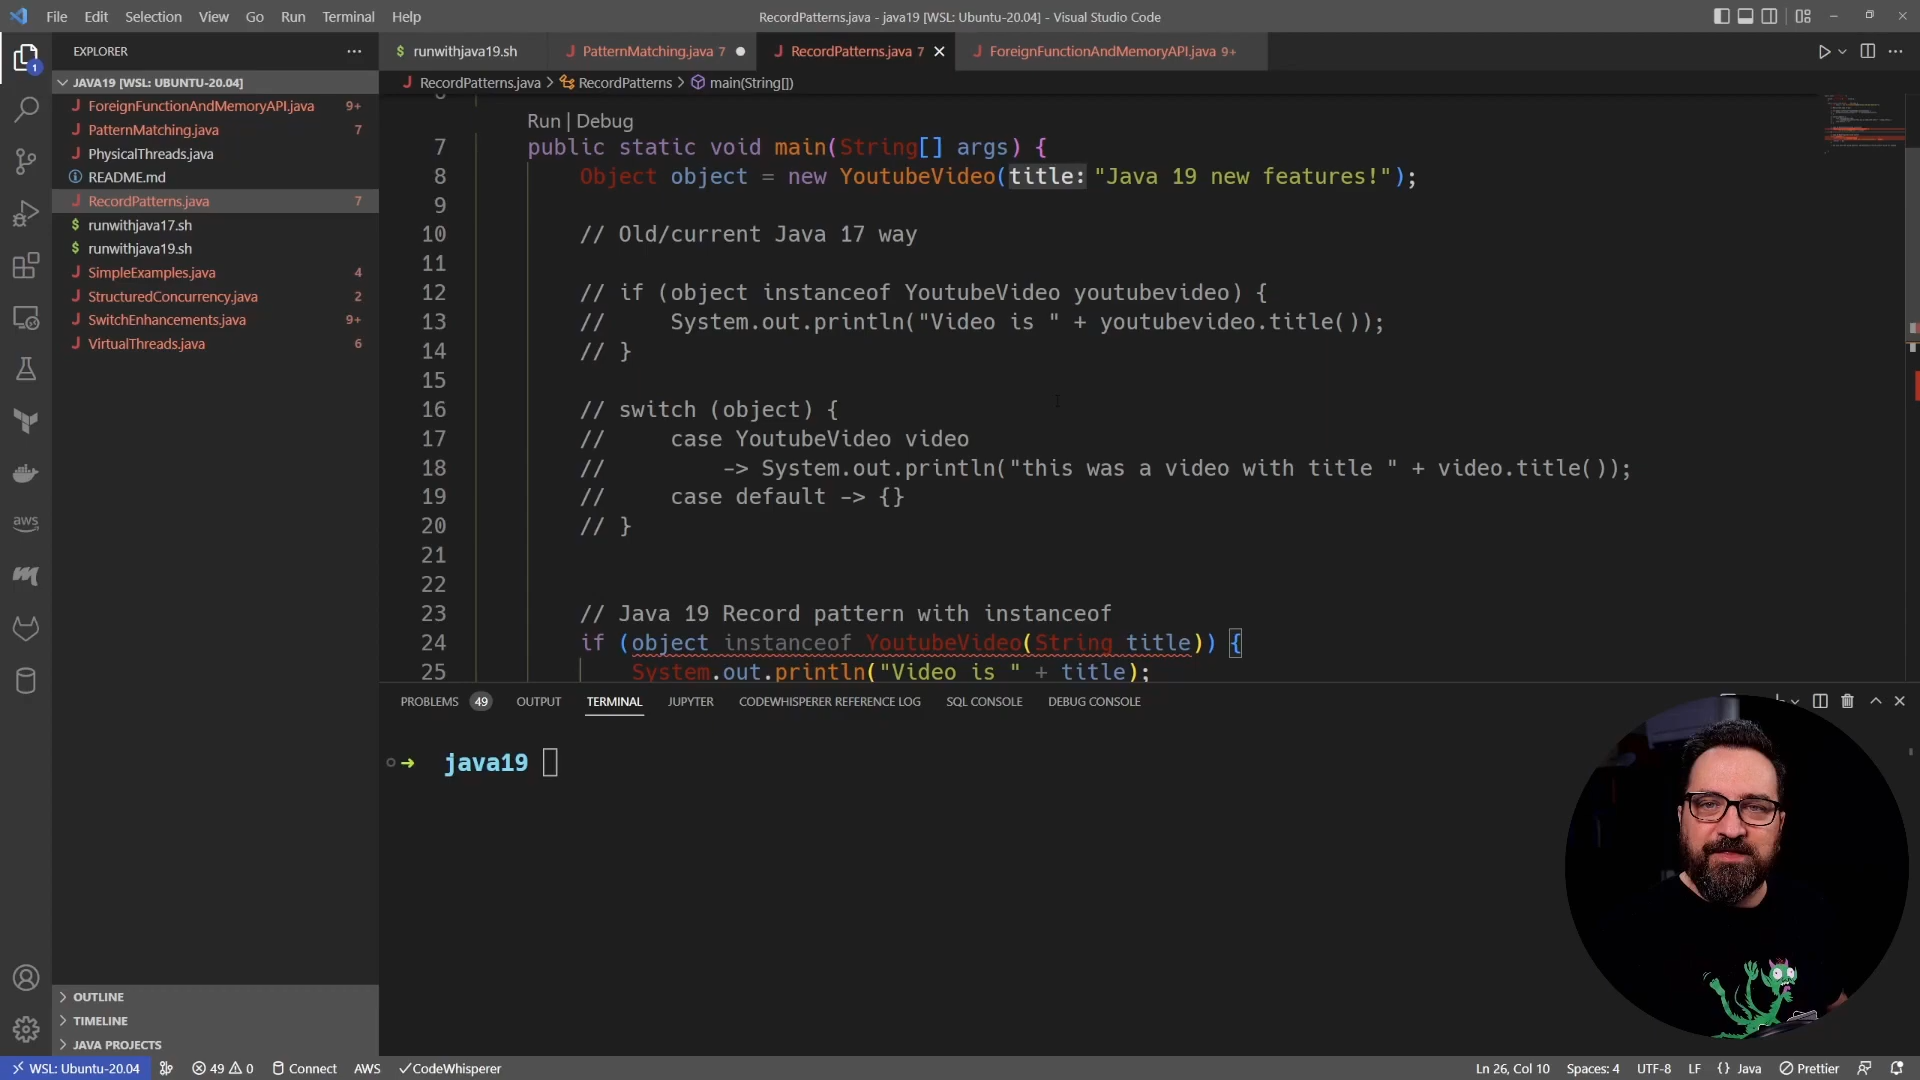 File Edit Selection View Go Run Terminal Help
RecordPatterns.java - java19 [WSL: Ubuntu-20.04] - Visual Studio Code
EXPLORER
1
JAVA19 [WSL: UBUNTU-20.04]
ForeignFunctionAndMemoryAPI.java 9+
PatternMatching.java 7
PhysicalThreads.java
README.md
RecordPatterns.java 7
runwithjava17.sh
runwithjava19.sh
SimpleExamples.java 4
StructuredConcurrency.java 2
SwitchEnhancements.java 9+
VirtualThreads.java 6
aws
OUTLINE
TIMELINE
JAVA PROJECTS
$ runwithjava19.sh
PatternMatching.java 7
RecordPatterns.java 7
ForeignFunctionAndMemoryAPI.java 9+
RecordPatterns.java > RecordPatterns > main(String[])
Run | Debug
7 public static void main(String[] args) {
8 Object object = new YoutubeVideo(title: "Java 19 new features!");
9
10 // Old/current Java 17 way
11
12 // if (object instanceof YoutubeVideo youtubevideo) {
13 // System.out.println("Video is " + youtubevideo.title());
14 // }
15
16 // switch (object) {
17 // case YoutubeVideo video
18 // -> System.out.println("this was a video with title " + video.title());
19 // case default -> {}
20 // }
21
22
23 // Java 19 Record pattern with instanceof
24 if (object instanceof YoutubeVideo(String title)) {
25 System.out.println("Video is " + title);
PROBLEMS 49 OUTPUT TERMINAL JUPYTER CODEWHISPERER REFERENCE LOG SQL CONSOLE DEBUG CONSOLE
→ java19
WSL: Ubuntu-20.04 49 0 Connect AWS ✓CodeWhisperer Ln 26, Col 10 Spaces: 4 UTF-8 LF {} Java Prettier